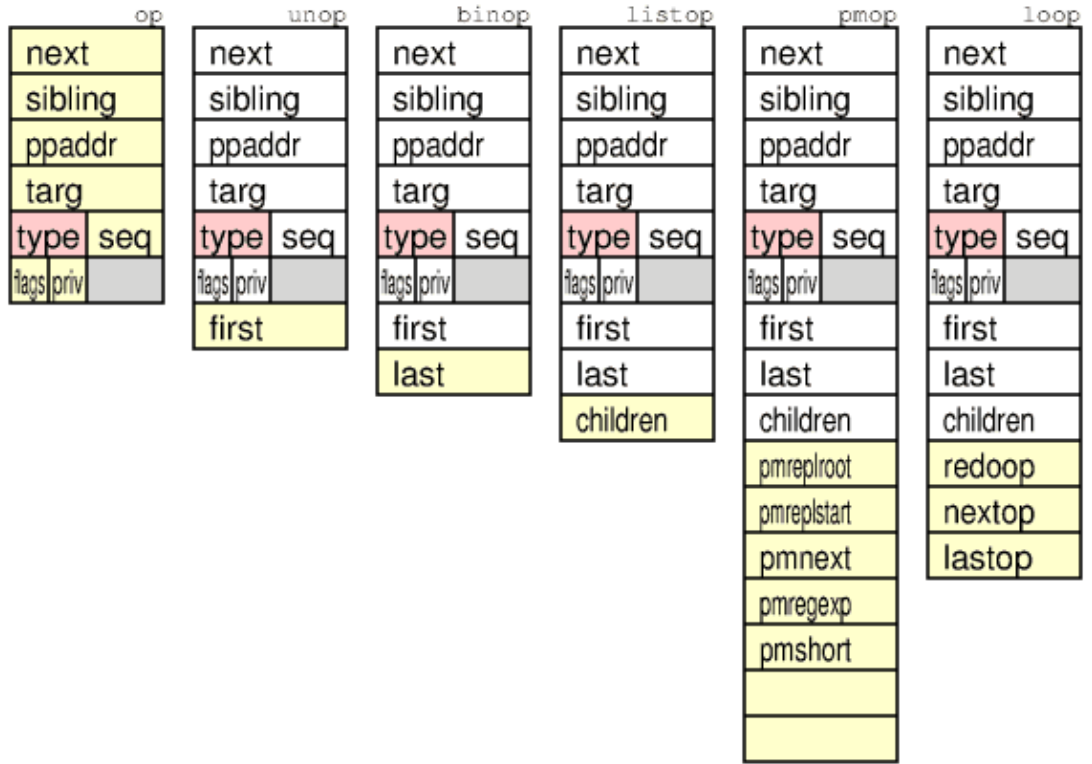 op unop binop listop pmop loop
next next next next next next
sibling sibling sibling sibling sibling sibling
ppaddr ppaddr ppaddr ppaddr ppaddr ppaddr
targ targ targ targ targ targ
type seq type seq type seq type seq type seq type seq
flags priv flags priv flags priv flags priv flags priv flags priv
first first first first first
last last last last
children children children
pmreplroot redoop
pmreplstart nextop
pmnext lastop
pmregexp
pmshort